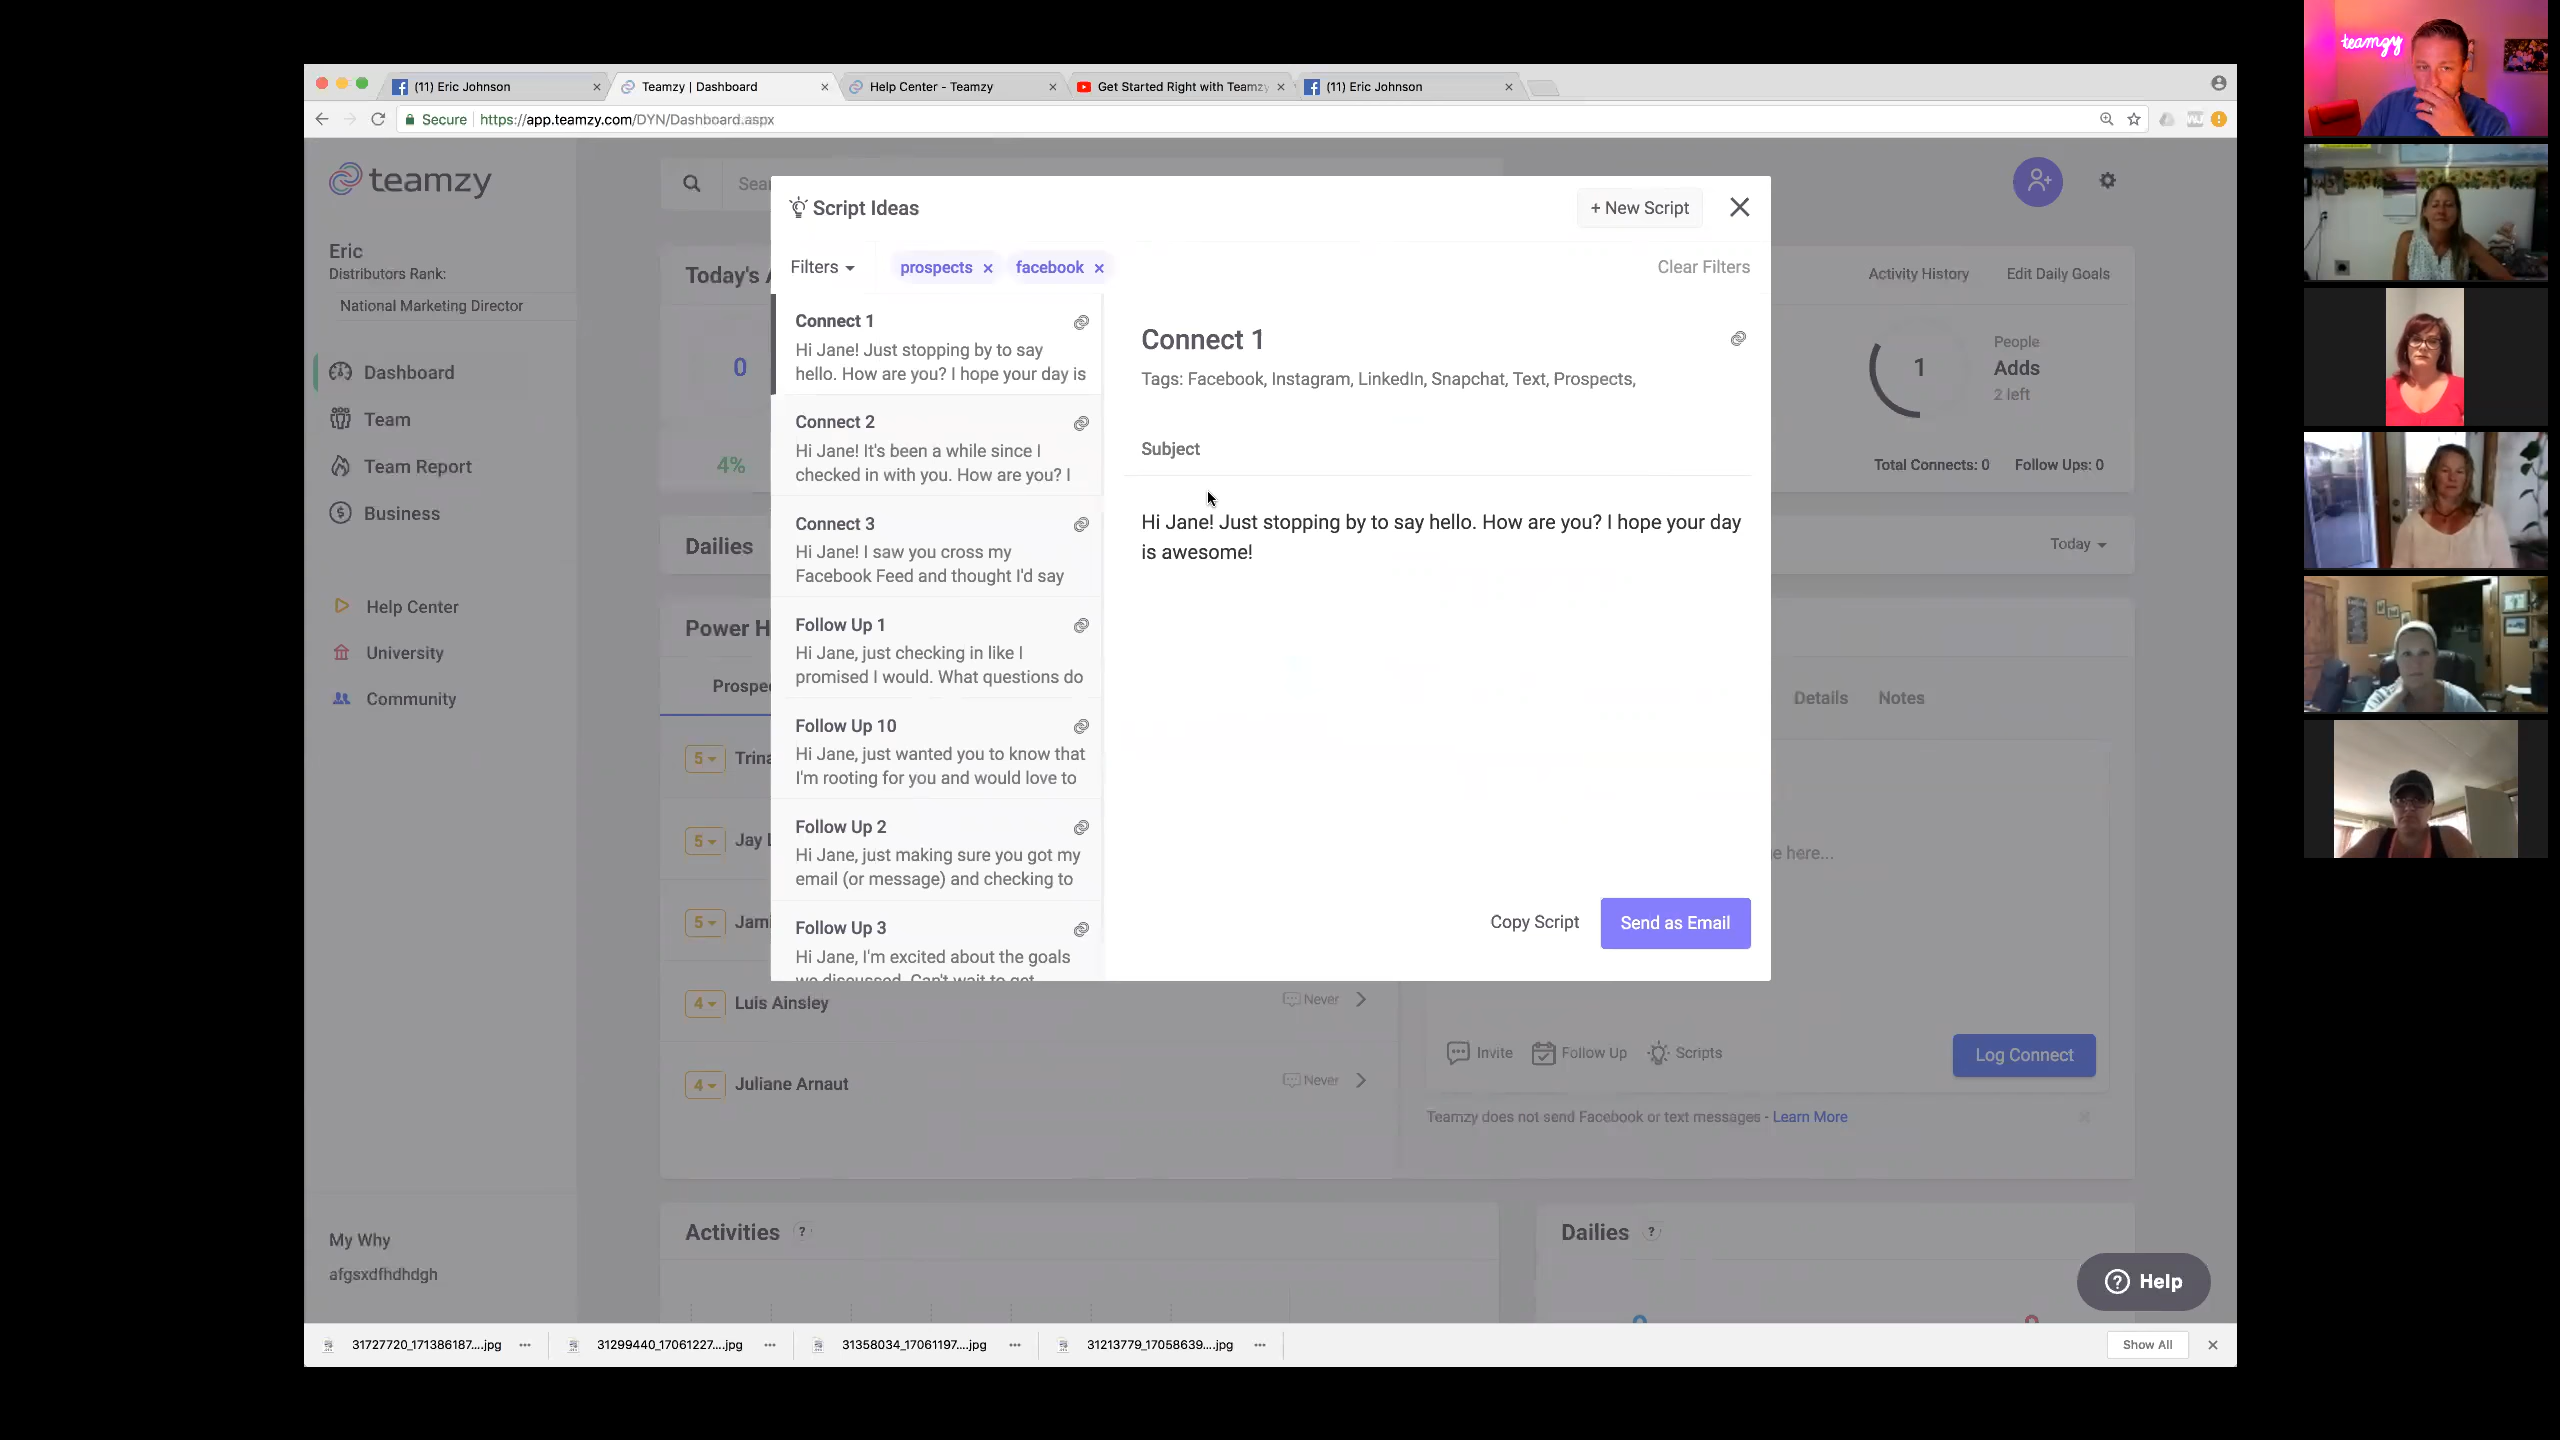 (11) Eric Johnson
Teamzy | Dashboard
Help Center - Teamzy
Get Started Right with Teamzy
(11) Eric Johnson
Secure
https://app.teamzy.com/DYN/Dashboard.aspx
teamzy
teamzy
Script Ideas
+ New Script
Filters
prospects
facebook
Clear Filters
Eric
Distributors Rank:
National Marketing Director
Dashboard
Team
Team Report
Business
Help Center
University
Community
My Why
afgsxdfhdhdgh
Today's
0
4%
Dailies
Connect 1
Hi Jane! Just stopping by to say
hello. How are you? I hope your day is
Connect 2
Hi Jane! It's been a while since I
checked in with you. How are you? I
Connect 3
Hi Jane! I saw you cross my
Facebook Feed and thought I'd say
Follow Up 1
Hi Jane, just checking in like I
promised I would. What questions do
Follow Up 10
Hi Jane, just wanted you to know that
I'm rooting for you and would love to
Follow Up 2
Hi Jane, just making sure you got my
email (or message) and checking to
Follow Up 3
Hi Jane, I'm excited about the goals
we discussed. Can't wait to get
Connect 1
Tags: Facebook, Instagram, LinkedIn, Snapchat, Text, Prospects,
Subject
Hi Jane! Just stopping by to say hello. How are you? I hope your day
is awesome!
Copy Script
Send as Email
Activity History
Edit Daily Goals
1
People
Adds
2 left
Total Connects: 0
Follow Ups: 0
Today
Power H
Prospe
Details
Notes
5
Trina
5
Jay L
5
Jami
4
Luis Ainsley
Never
4
Juliane Arnaut
Never
e here...
Invite
Follow Up
Scripts
Log Connect
Teamzy does not send Facebook or text messages - Learn More
Activities ?
Dailies ?
Help
31727720_171386187....jpg
31299440_17061227....jpg
31358034_17061197....jpg
31213779_17058639....jpg
Show All